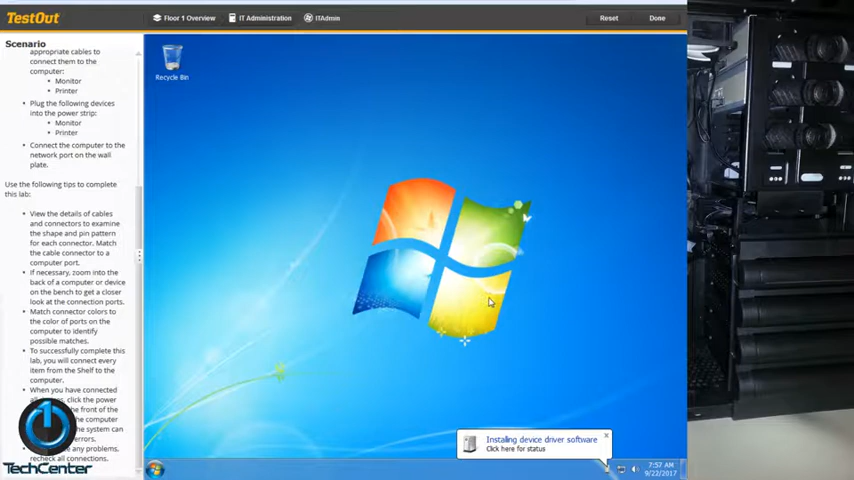 TestOut
Floor 1 Overview
IT Administration
ITAdmin
Reset
Done
Scenario
appropriate cables to
connect them to the
computer:
Monitor
Printer
Plug the following devices
into the power strip:
Monitor
Printer
Connect the computer to the
network port on the wall
plate.
Use the following tips to complete
this lab:
View the details of cables
and connectors to examine
the shape and pin pattern
for each connector. Match
the cable connector to a
computer port.
If necessary, zoom into the
back of a computer or device
on the bench to get a closer
look at the connection ports.
Match connector colors to
the color of ports on the
computer to identify
possible matches.
To successfully complete this
lab, you will connect every
item from the Shelf to the
computer.
When you have connected
click the power
the front of the
computer
system can
errors.
any problems,
recheck all connections.
TechCenter
Recycle Bin
Installing device driver software
Click here for status
7:57 AM
9/22/2017